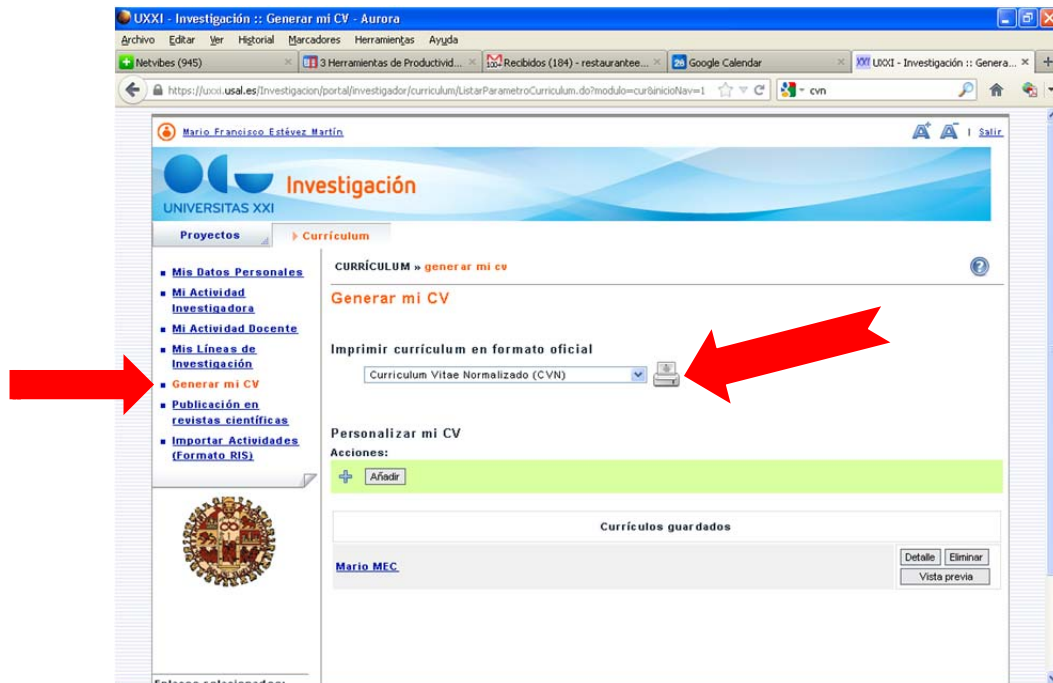 UXXI - Investigación :: Generar mi CV - Aurora
Archivo Editar Ver Historial Marcadores Herramientas Ayuda
Netvibes (945)
3 Herramientas de Productivid...
Recibidos (184) - restaurantee...
Google Calendar
UXXI - Investigación :: Genera...
https://uxxi.usal.es/Investigacion/portal/investigador/curriculum/ListarParametroCurriculum.do?modulo=cur&inicioNav=1
cvn
Mario Francisco Estévez Martín
A+ A- | Salir
Investigación
UNIVERSITAS XXI
Proyectos
Currículum
Mis Datos Personales
Mi Actividad
Investigadora
Mi Actividad Docente
Mis Líneas de
Investigación
Generar mi CV
Publicación en
revistas científicas
Importar Actividades
(Formato RIS)
CURRÍCULUM » generar mi cv
Generar mi CV
Imprimir currículum en formato oficial
Curriculum Vitae Normalizado (CVN)
Personalizar mi CV
Acciones:
Añadir
Currículos guardados
Mario MEC
Detalle Eliminar
Vista previa